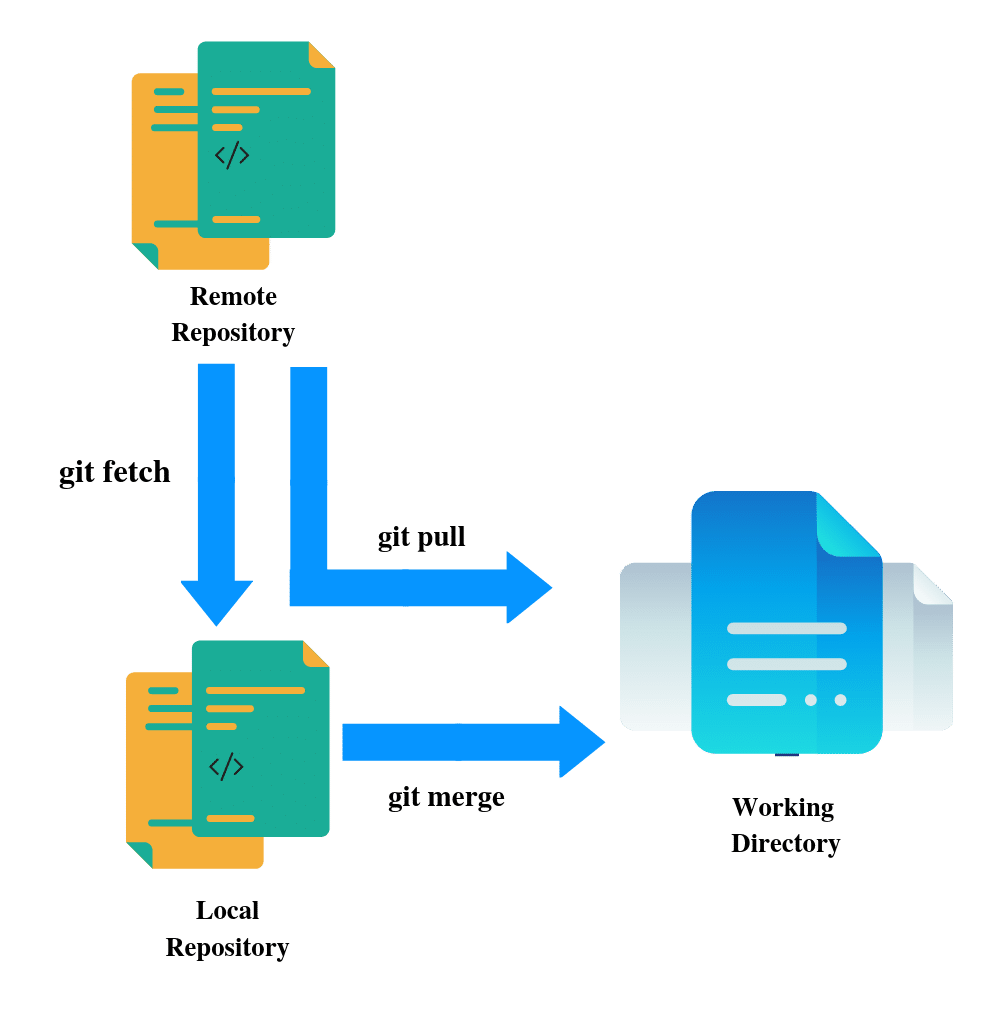 </>
Remote
Repository
git fetch
git pull
</>
git merge
Working
Directory
Local
Repository